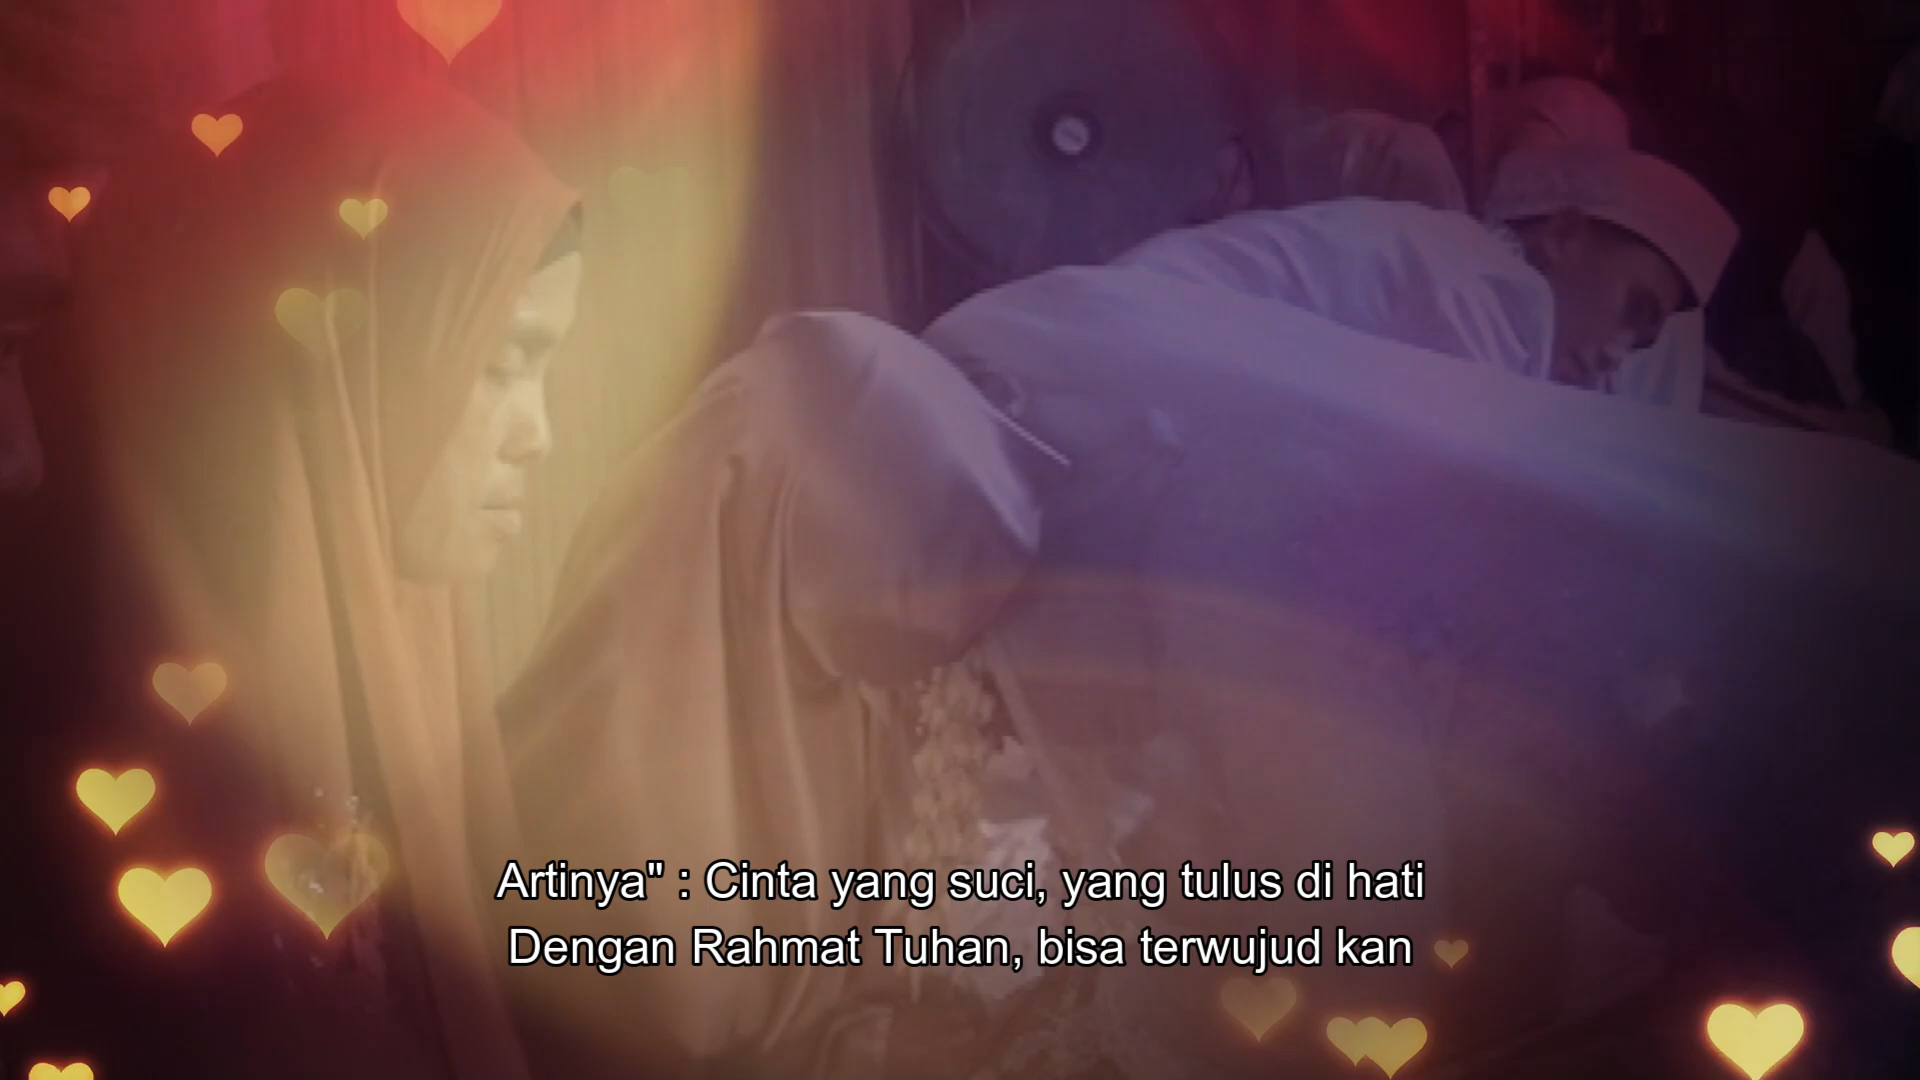 Artinya" : Cinta yang suci, yang tulus di hati
Dengan Rahmat Tuhan, bisa terwujud kan